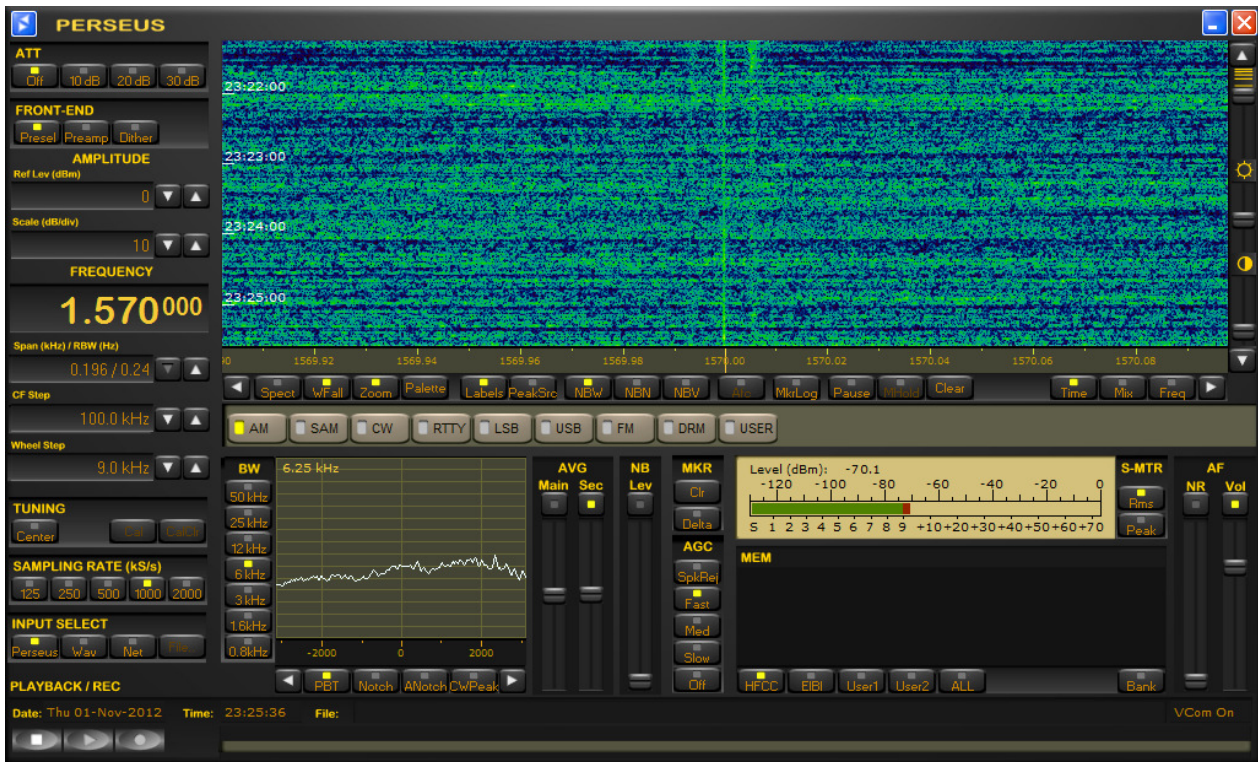 PERSEUS
ATT
Off 10 dB 20 dB 30 dB
FRONT-END
Presel Preamp Dither
AMPLITUDE
Ref Lev (dBm)
0
Scale (dB/div)
10
FREQUENCY
1.570000
Span (kHz) / RBW (Hz)
0.196 / 0.24
CF Step
100.0 kHz
Wheel Step
9.0 kHz
TUNING
Center Cal CalClr
SAMPLING RATE (kS/s)
125 250 500 1000 2000
INPUT SELECT
Perseus Wav Net File...
PLAYBACK / REC
23:22:00
23:23:00
23:24:00
23:25:00
00 1569.92 1569.94 1569.96 1569.98 1570.00 1570.02 1570.04 1570.06 1570.08
Spect WFall Zoom Palette Labels PeakSrc NBW NBN NBV Afc MkrLog Pause MHold Clear Time Mix Freq
AM SAM CW RTTY LSB USB FM DRM USER
BW
50 kHz
25 kHz
12 kHz
6 kHz
3 kHz
1.6kHz
0.8kHz
6.25 kHz
-2000 0 2000
PBT Notch ANotch CWPeak
AVG
Main Sec
NB
Lev
MKR
Clr
Delta
AGC
SpkRej
Fast
Med
Slow
Off
Level (dBm): -70.1
-120 -100 -80 -60 -40 -20 0
S 1 2 3 4 5 6 7 8 9 +10 +20 +30 +40 +50 +60 +70
S-MTR
Rms
Peak
AF
NR Vol
MEM
HFCC EIBI User1 User2 ALL Bank
Date: Thu 01-Nov-2012 Time: 23:25:36 File: VCom On